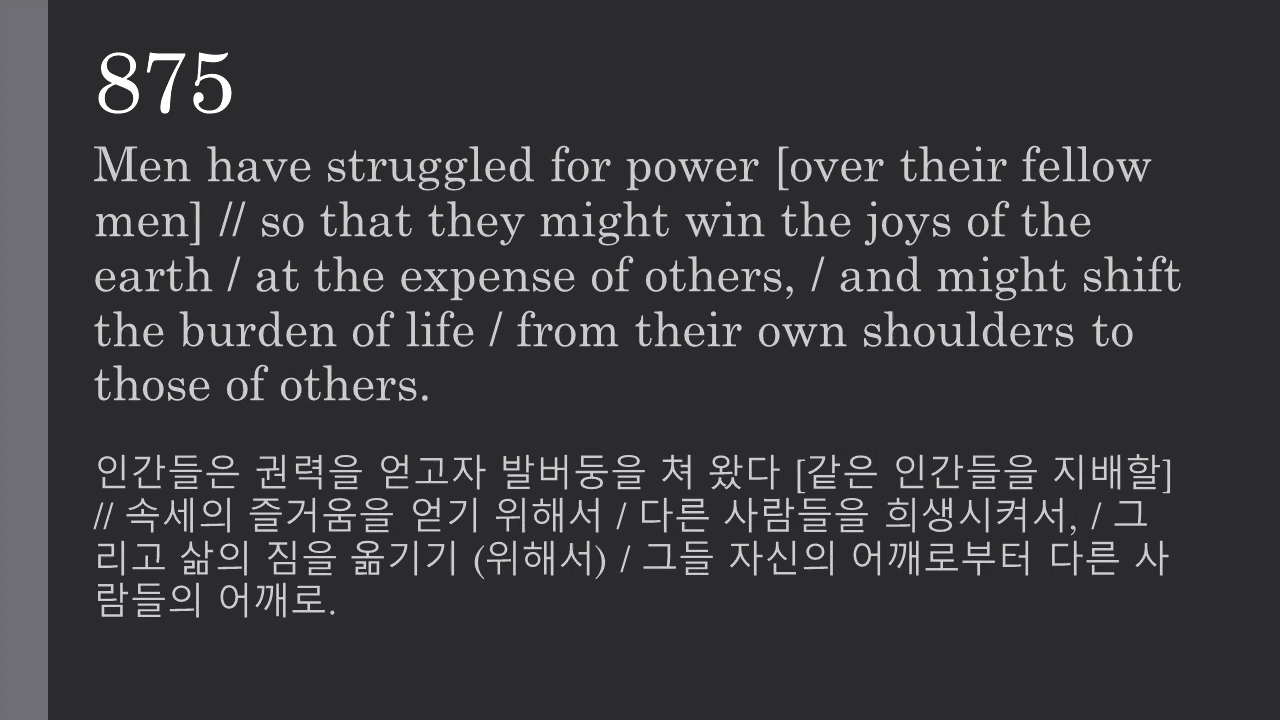 875
Men have struggled for power [over their fellow
men] // so that they might win the joys of the
earth / at the expense of others, / and might shift
the burden of life / from their own shoulders to
those of others.
인간들은 권력을 얻고자 발버둥을 쳐 왔다 [같은 인간들을 지배할]
// 속세의 즐거움을 얻기 위해서 / 다른 사람들을 희생시켜서, / 그
리고 삶의 짐을 옮기기 (위해서) / 그들 자신의 어깨로부터 다른 사
람들의 어깨로.